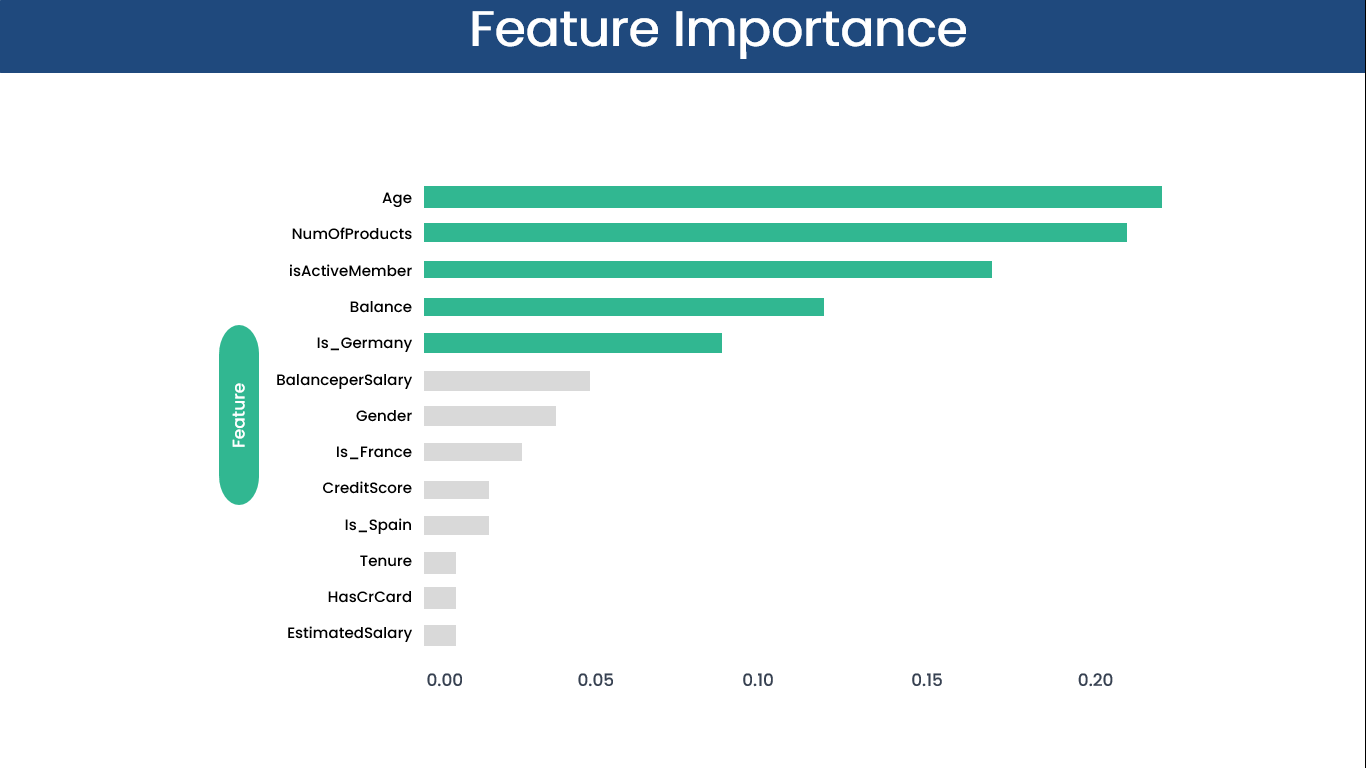 Feature Importance
Age
NumOfProducts
isActiveMember
Balance
Is_Germany
BalanceperSalary
Gender
Is_France
CreditScore
Is_Spain
Tenure
HasCrCard
EstimatedSalary
Feature
0.00 0.05 0.10 0.15 0.20